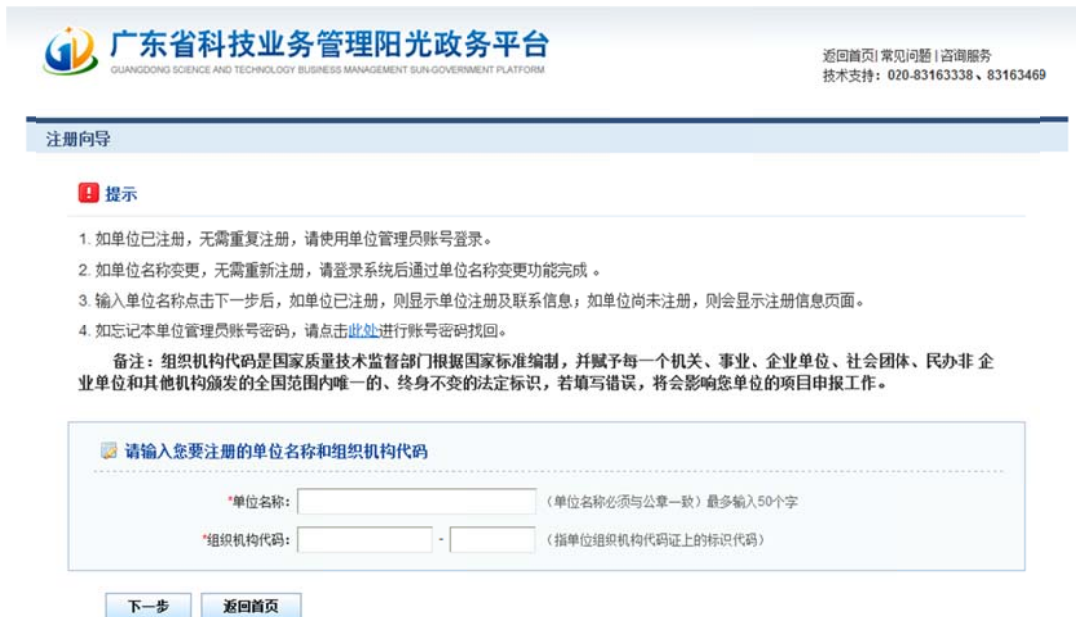 广东省科技业务管理阳光政务平台
GUANGDONG SCIENCE AND TECHNOLOGY BUSINESS MANAGEMENT SUN-GOVERNMENT PLATFORM
返回首页|常见问题|咨询服务
技术支持：020-83163338、83163469
注册向导
提示
1. 如单位已注册，无需重复注册，请使用单位管理员账号登录。
2. 如单位名称变更，无需重新注册，请登录系统后通过单位名称变更功能完成 。
3. 输入单位名称点击下一步后，如单位已注册，则显示单位注册及联系信息；如单位尚未注册，则会显示注册信息页面。
4. 如忘记本单位管理员账号密码，请点击此处进行账号密码找回。
备注：组织机构代码是国家质量技术监督部门根据国家标准编制，并赋予每一个机关、事业、企业单位、社会团体、民办非 企
业单位和其他机构颁发的全国范围内唯一的、终身不变的法定标识，若填写错误，将会影响您单位的项目申报工作。
请输入您要注册的单位名称和组织机构代码
*单位名称： （单位名称必须与公章一致）最多输入50个字
*组织机构代码： - （指单位组织机构代码证上的标识代码）
下一步 返回首页